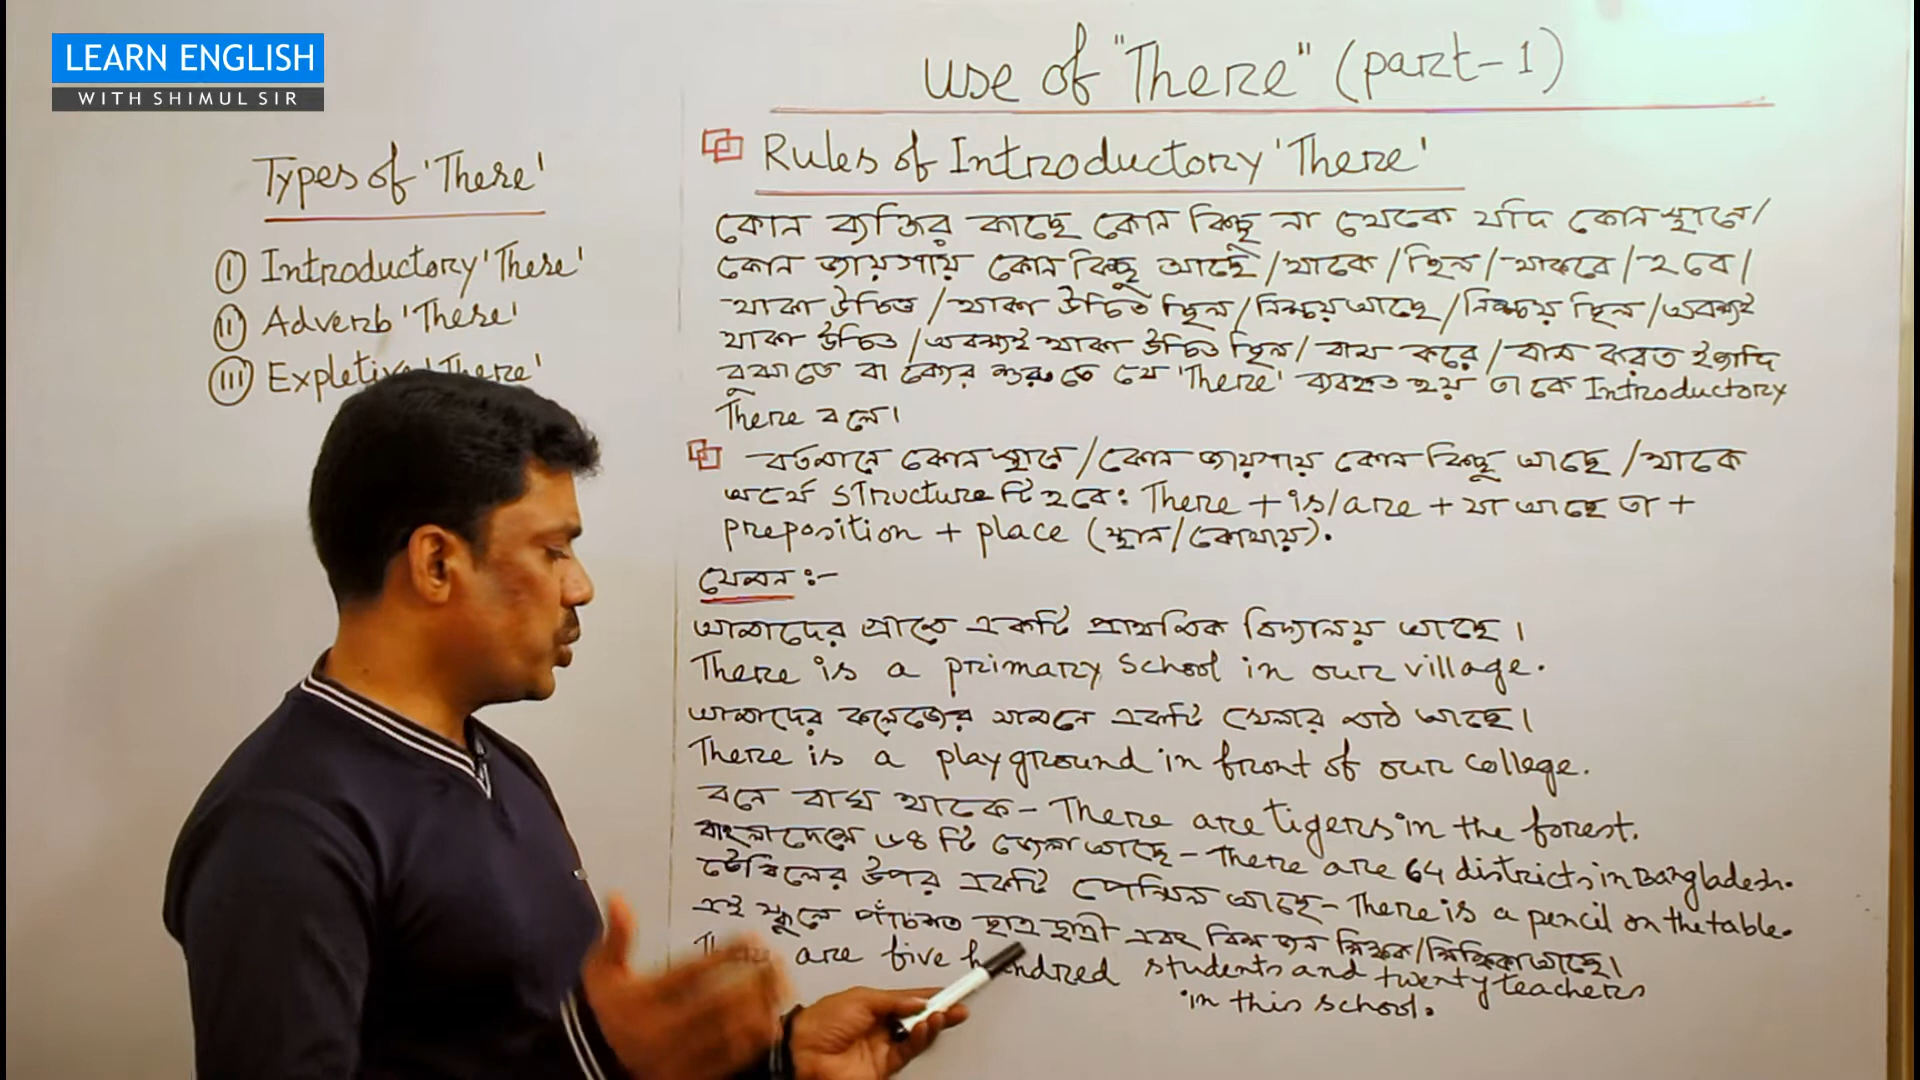 LEARN ENGLISH
WITH SHIMUL SIR
Types of 'There'
I Introductory 'There'
II Adverb 'There'
III Expletive 'There'
Use of "There" (part-1)
Rules of Introductory 'There'
কোন ব্যক্তির কাছে কোন কিছু না থেকে যদি কোন স্থানে/
কোন জায়গায় কোন কিছু আছে/থাকে/ছিল/থাকবে/হবে/
থাকা উচিত/থাকা উচিত ছিল/নিশ্চয় আছে/নিশ্চয় ছিল/অবশ্যই
থাকা উচিত/অবশ্যই থাকা উচিত ছিল/বাস করে/বাস করত ইত্যাদি
বুঝাতে বাক্যের শুরুতে যে 'There' ব্যবহৃত হয় তাকে Introductory
There বলে।
বর্তমানে কোন স্থানে/কোন জায়গায় কোন কিছু আছে/থাকে
অর্থে structure টি হবে: There + is/are + যা আছে তা +
preposition + place (স্থান/কোথায়).
যেমন:-
আমাদের গ্রামে একটি প্রাথমিক বিদ্যালয় আছে।
There is a primary school in our village.
আমাদের কলেজের সামনে একটি খেলার মাঠ আছে।
There is a playground in front of our college.
বনে বাঘ থাকে- There are tigers in the forest.
বাংলাদেশে ৬৪ টি জেলা আছে- There are 64 districts in Bangladesh.
টেবিলের উপর একটি পেন্সিল আছে- There is a pencil on the table.
এই স্কুলে পাঁচশত ছাত্রছাত্রী এবং বিশ জন শিক্ষক/শিক্ষিকা আছে।
There are five hundred students and twenty teachers
in this school.